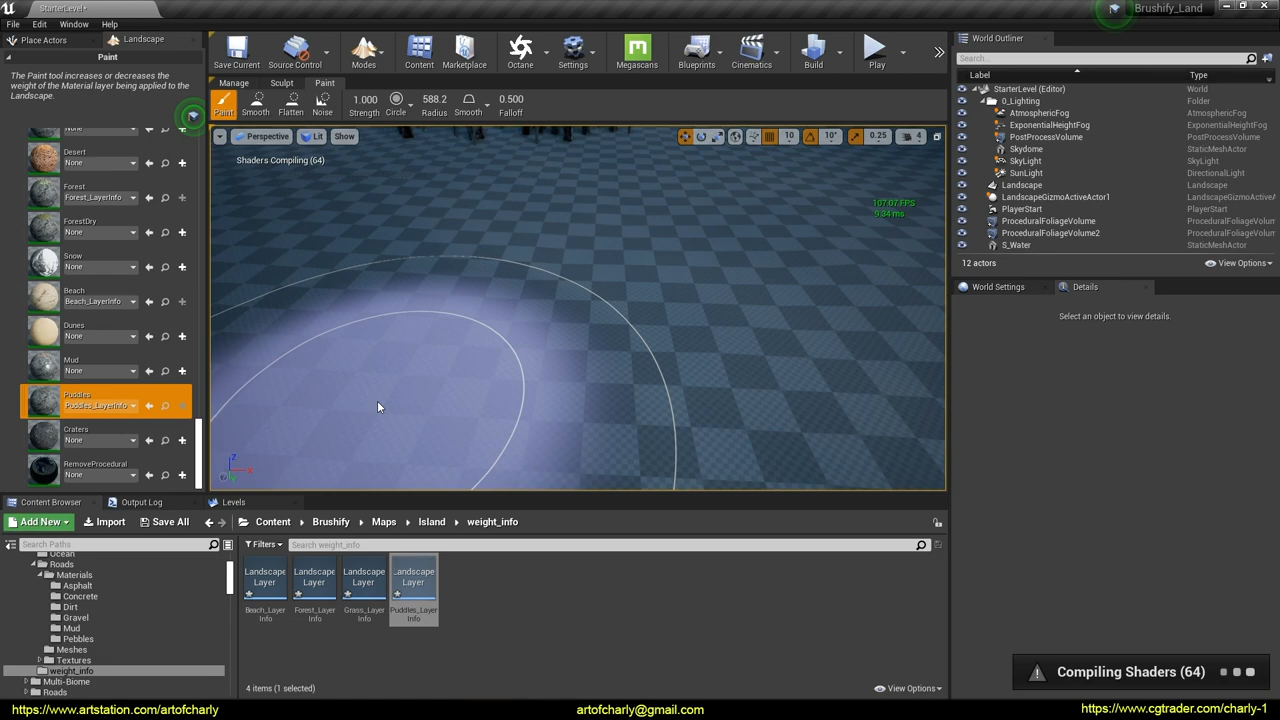 StarterLevel*
Brushify_Land
File
Edit
Window
Help
Place Actors
Landscape
Paint
The Paint tool increases or decreases the
weight of the Material layer being applied to the
Landscape.
None
Desert
None
Forest
Forest_LayerInfo
ForestDry
None
Snow
None
Beach
Beach_LayerInfo
Dunes
None
Mud
None
Puddles
Puddles_LayerInfo
Craters
None
RemoveProcedural
None
Save Current
Source Control
Modes
Content
Marketplace
Octane
Settings
Megascans
Blueprints
Cinematics
Build
Play
Manage
Sculpt
Paint
Paint
Smooth
Flatten
Noise
1.000
Strength
Circle
588.2
Radius
Smooth
0.500
Falloff
Perspective
Lit
Show
10
10°
0.25
4
Shaders Compiling (64)
107.07 FPS
9.34 ms
Z
X
World Outliner
Search...
Label
Type
StarterLevel (Editor)
World
0_Lighting
Folder
AtmosphericFog
AtmosphericFog
ExponentialHeightFog
ExponentialHeightFog
PostProcessVolume
PostProcessVolume
Skydome
StaticMeshActor
SkyLight
SkyLight
SunLight
DirectionalLight
Landscape
Landscape
LandscapeGizmoActiveActor1
LandscapeGizmoActiveA
PlayerStart
PlayerStart
ProceduralFoliageVolume
ProceduralFoliageVolum
ProceduralFoliageVolume2
ProceduralFoliageVolum
S_Water
StaticMeshActor
12 actors
View Options
World Settings
Details
Select an object to view details.
Content Browser
Output Log
Levels
Add New
Import
Save All
Content
Brushify
Maps
Island
weight_info
Search Paths
Filters
Search weight_info
Ocean
Roads
Materials
Asphalt
Concrete
Dirt
Gravel
Mud
Pebbles
Meshes
Textures
weight_info
Multi-Biome
Roads
Landscape
Layer
Landscape
Layer
Landscape
Layer
Landscape
Layer
Beach_Layer
Info
Forest_Layer
Info
Grass_Layer
Info
Puddles_Layer
Info
4 items (1 selected)
View Options
Compiling Shaders (64)
https://www.artstation.com/artofcharly
artofcharly@gmail.com
https://www.cgtrader.com/charly-1